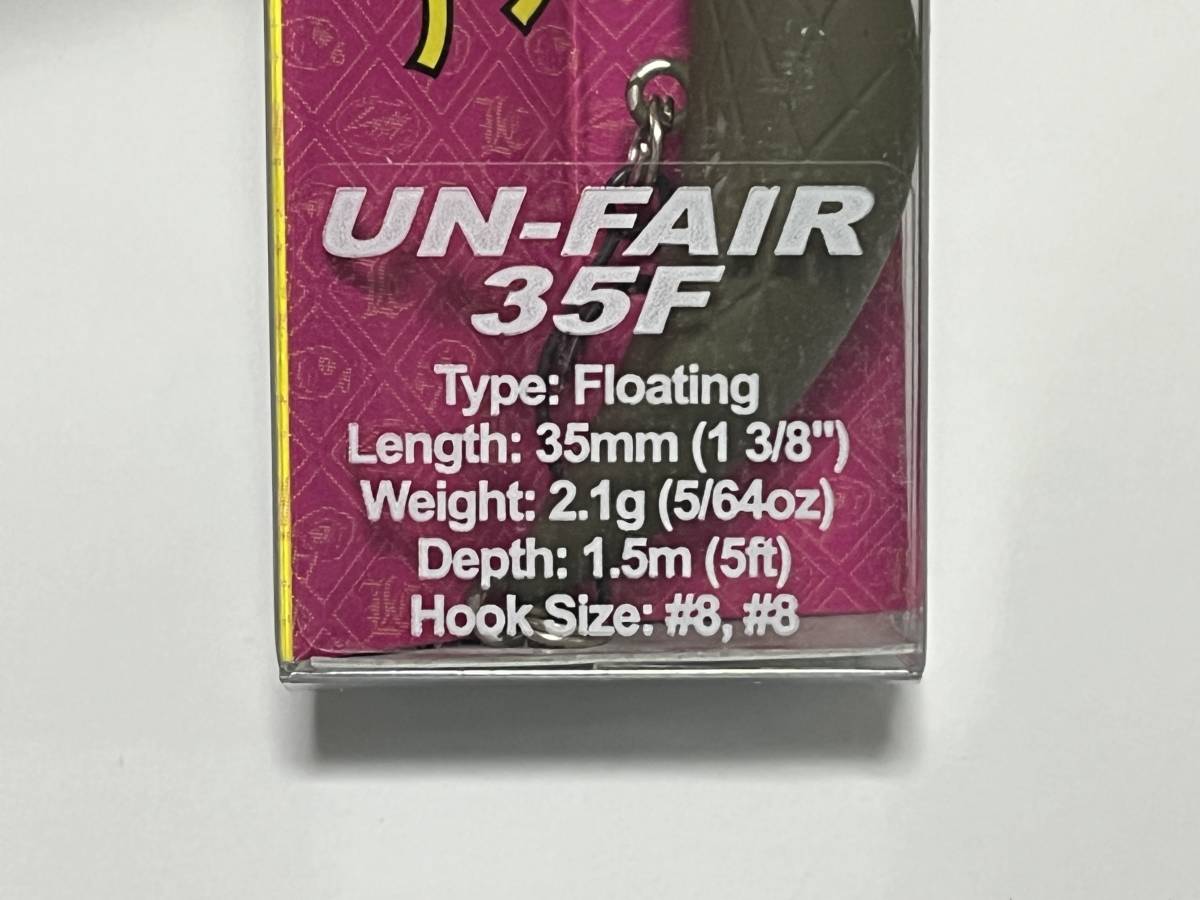 UN-FAIR
35F
Type: Floating
Length: 35mm (1 3/8")
Weight: 2.1g (5/64oz)
Depth: 1.5m (5ft)
Hook Size: #8, #8